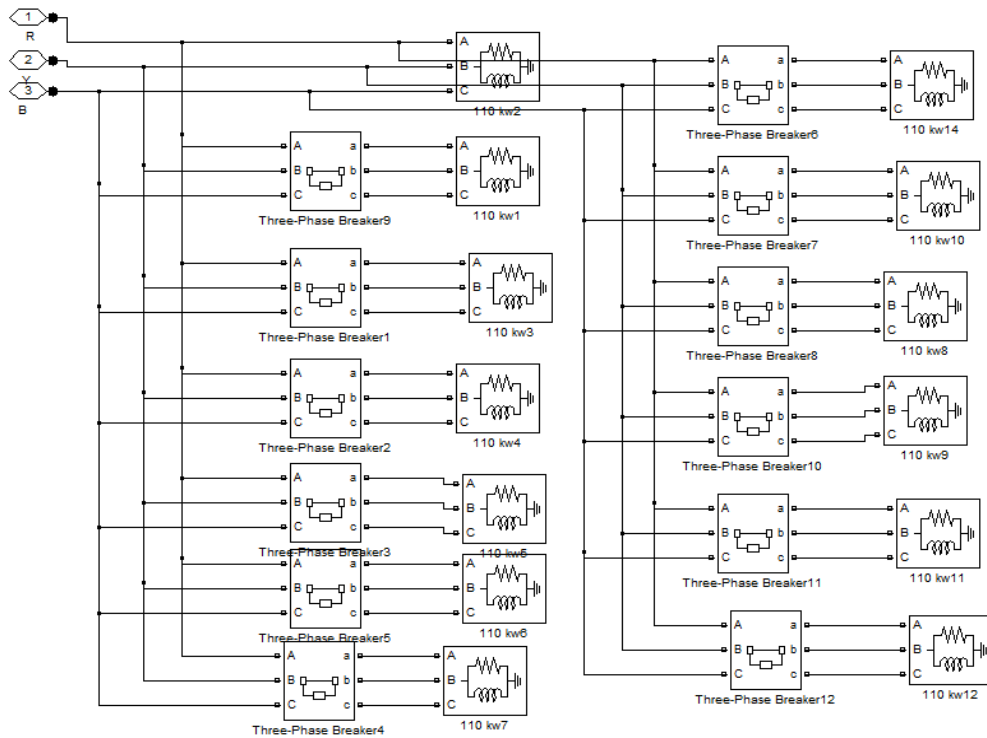 1
R
2
Y
3
B
A
B
C
110 kw2
A a
B b
C c
Three-Phase Breaker9
A
B
C
110 kw1
A a
B b
C c
Three-Phase Breaker1
A
B
C
110 kw3
A a
B b
C c
Three-Phase Breaker2
A
B
C
110 kw4
A a
B b
C c
Three-Phase Breaker3
A
B
C
110 kw5
A a
B b
C c
Three-Phase Breaker5
A
B
C
110 kw6
A a
B b
C c
Three-Phase Breaker4
A
B
C
110 kw7
A a
B b
C c
Three-Phase Breaker6
A
B
C
110 kw14
A a
B b
C c
Three-Phase Breaker7
A
B
C
110 kw10
A a
B b
C c
Three-Phase Breaker8
A
B
C
110 kw8
A a
B b
C c
Three-Phase Breaker10
A
B
C
110 kw9
A a
B b
C c
Three-Phase Breaker11
A
B
C
110 kw11
A a
B b
C c
Three-Phase Breaker12
A
B
C
110 kw12